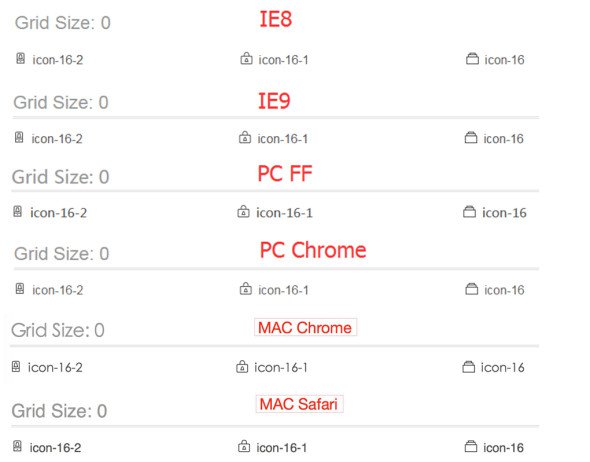 Grid Size: 0 IE8
icon-16-2 icon-16-1 icon-16
Grid Size: 0 IE9
icon-16-2 icon-16-1 icon-16
Grid Size: 0 PC FF
icon-16-2 icon-16-1 icon-16
Grid Size: 0 PC Chrome
icon-16-2 icon-16-1 icon-16
Grid Size: 0 MAC Chrome
icon-16-2 icon-16-1 icon-16
Grid Size: 0 MAC Safari
icon-16-2 icon-16-1 icon-16